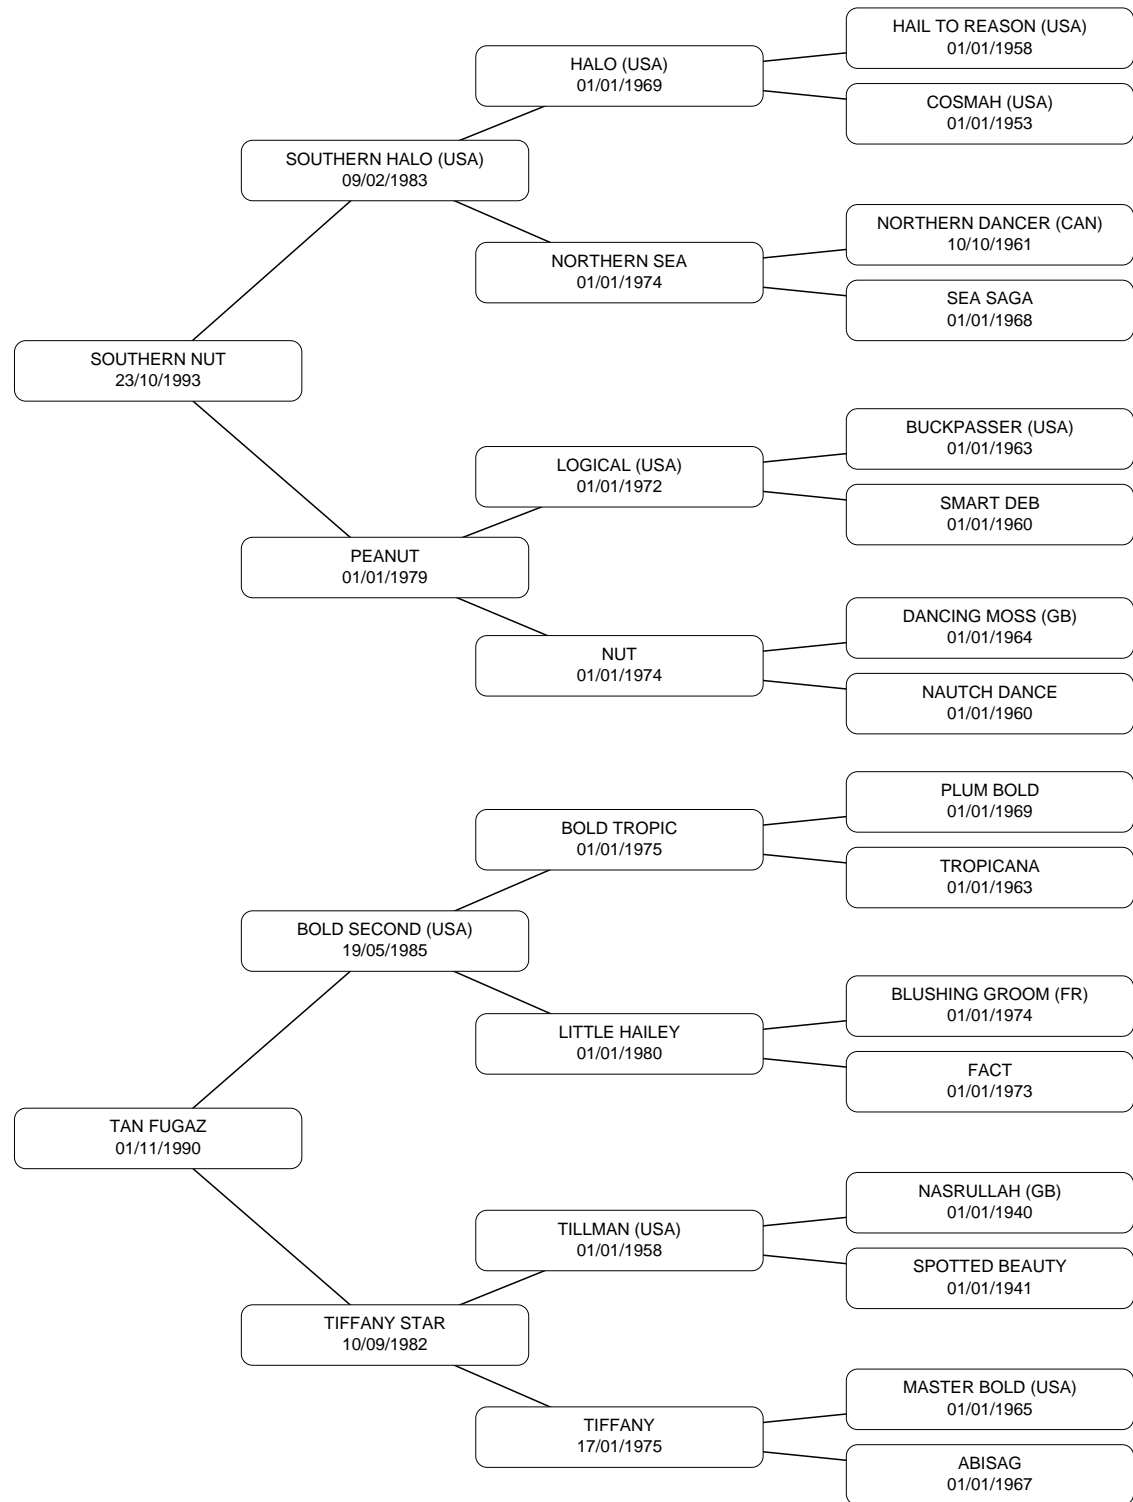 HAIL TO REASON (USA)
01/01/1958
HALO (USA)
01/01/1969
COSMAH (USA)
01/01/1953
SOUTHERN HALO (USA)
09/02/1983
NORTHERN DANCER (CAN)
10/10/1961
NORTHERN SEA
01/01/1974
SEA SAGA
01/01/1968
SOUTHERN NUT
23/10/1993
BUCKPASSER (USA)
01/01/1963
LOGICAL (USA)
01/01/1972
SMART DEB
01/01/1960
PEANUT
01/01/1979
DANCING MOSS (GB)
01/01/1964
NUT
01/01/1974
NAUTCH DANCE
01/01/1960
PLUM BOLD
01/01/1969
BOLD TROPIC
01/01/1975
TROPICANA
01/01/1963
BOLD SECOND (USA)
19/05/1985
BLUSHING GROOM (FR)
01/01/1974
LITTLE HAILEY
01/01/1980
FACT
01/01/1973
TAN FUGAZ
01/11/1990
NASRULLAH (GB)
01/01/1940
TILLMAN (USA)
01/01/1958
SPOTTED BEAUTY
01/01/1941
TIFFANY STAR
10/09/1982
MASTER BOLD (USA)
01/01/1965
TIFFANY
17/01/1975
ABISAG
01/01/1967